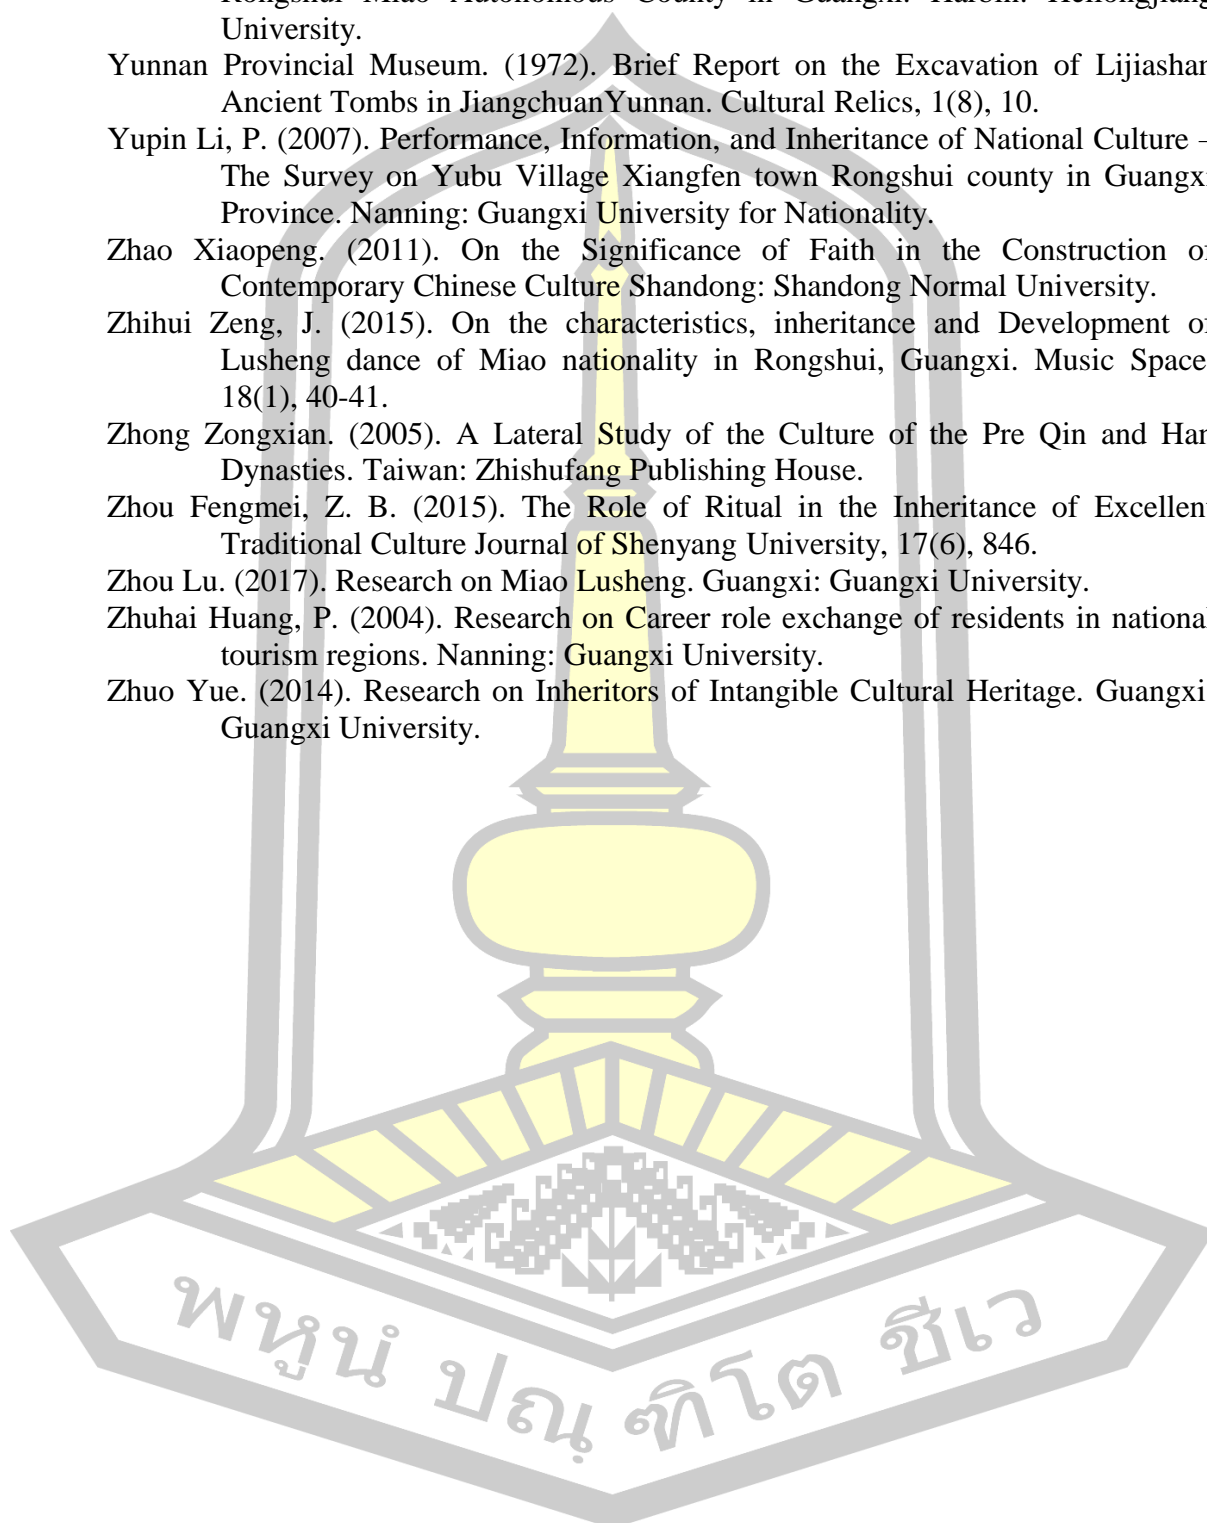 Rongshui Miao Autonomous County in Guangxi. Harbin: Heilongjiang
University.
Yunnan Provincial Museum. (1972). Brief Report on the Excavation of Lijiashan
Ancient Tombs in JiangchuanYunnan. Cultural Relics, 1(8), 10.
Yupin Li, P. (2007). Performance, Information, and Inheritance of National Culture –
The Survey on Yubu Village Xiangfen town Rongshui county in Guangxi
Province. Nanning: Guangxi University for Nationality.
Zhao Xiaopeng. (2011). On the Significance of Faith in the Construction of
Contemporary Chinese Culture Shandong: Shandong Normal University.
Zhihui Zeng, J. (2015). On the characteristics, inheritance and Development of
Lusheng dance of Miao nationality in Rongshui, Guangxi. Music Space
18(1), 40-41.
Zhong Zongxian. (2005). A Lateral Study of the Culture of the Pre Qin and Han
Dynasties. Taiwan: Zhishufang Publishing House.
Zhou Fengmei, Z. B. (2015). The Role of Ritual in the Inheritance of Excellent
Traditional Culture Journal of Shenyang University, 17(6), 846.
Zhou Lu. (2017). Research on Miao Lusheng. Guangxi: Guangxi University.
Zhuhai Huang, P. (2004). Research on Career role exchange of residents in national
tourism regions. Nanning: Guangxi University.
Zhuo Yue. (2014). Research on Inheritors of Intangible Cultural Heritage. Guangxi
Guangxi University.
พหูนํ ปณฺฑิโต ชีเว